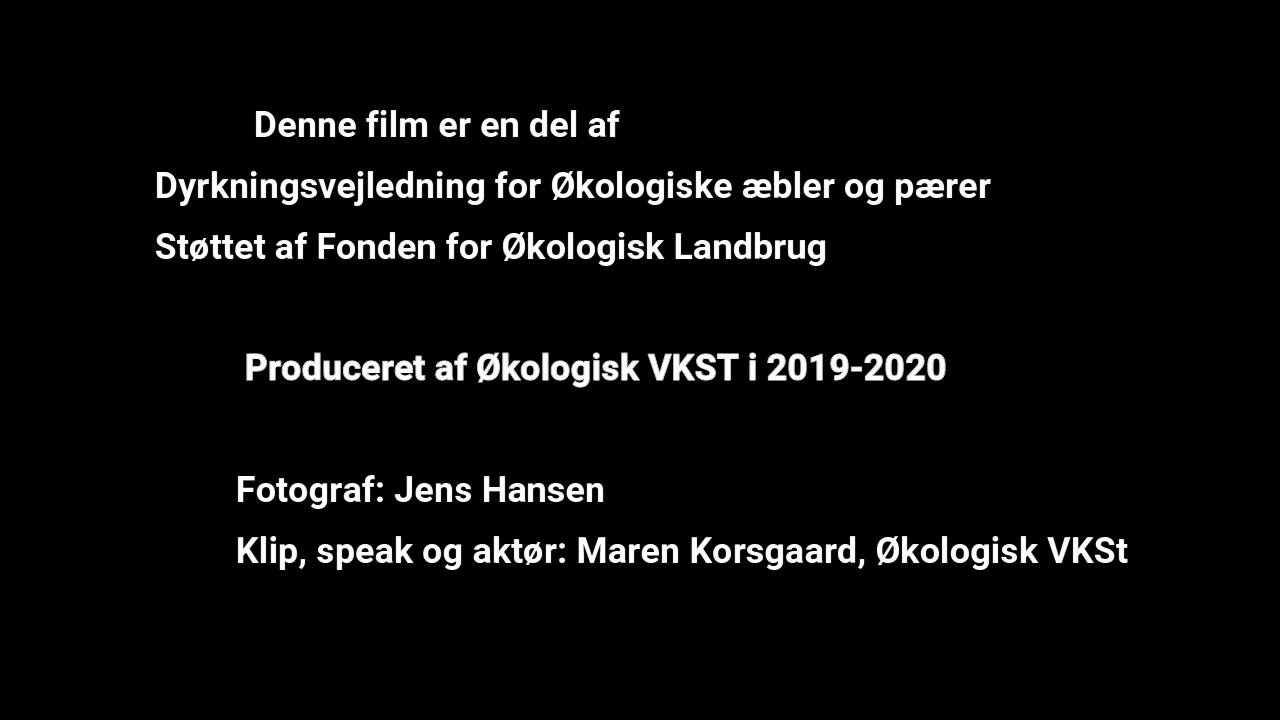 Denne film er en del af
Dyrkningsvejledning for Økologiske æbler og pærer
Støttet af Fonden for Økologisk Landbrug
Produceret af Økologisk VKST i 2019-2020
Fotograf: Jens Hansen
Klip, speak og aktør: Maren Korsgaard, Økologisk VKSt